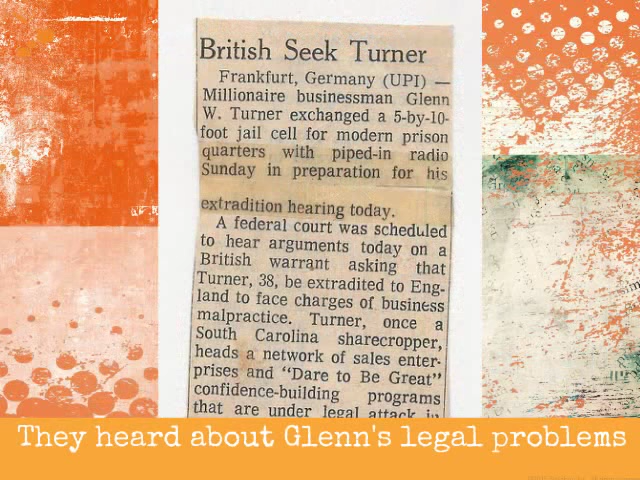 British Seek Turner
Frankfurt, Germany (UPI) —
Millionaire businessman Glenn
W. Turner exchanged a 5-by-10-
foot jail cell for modern prison
quarters with piped-in radio
Sunday in preparation for his
extradition hearing today.
A federal court was scheduled
to hear arguments today on a
British warrant asking that
Turner, 38, be extradited to Eng-
land to face charges of business
malpractice. Turner, once a
South Carolina sharecropper,
heads a network of sales enter-
prises and “Dare to Be Great”
confidence-building programs
that are under legal attack in
They heard about Glenn's legal problems